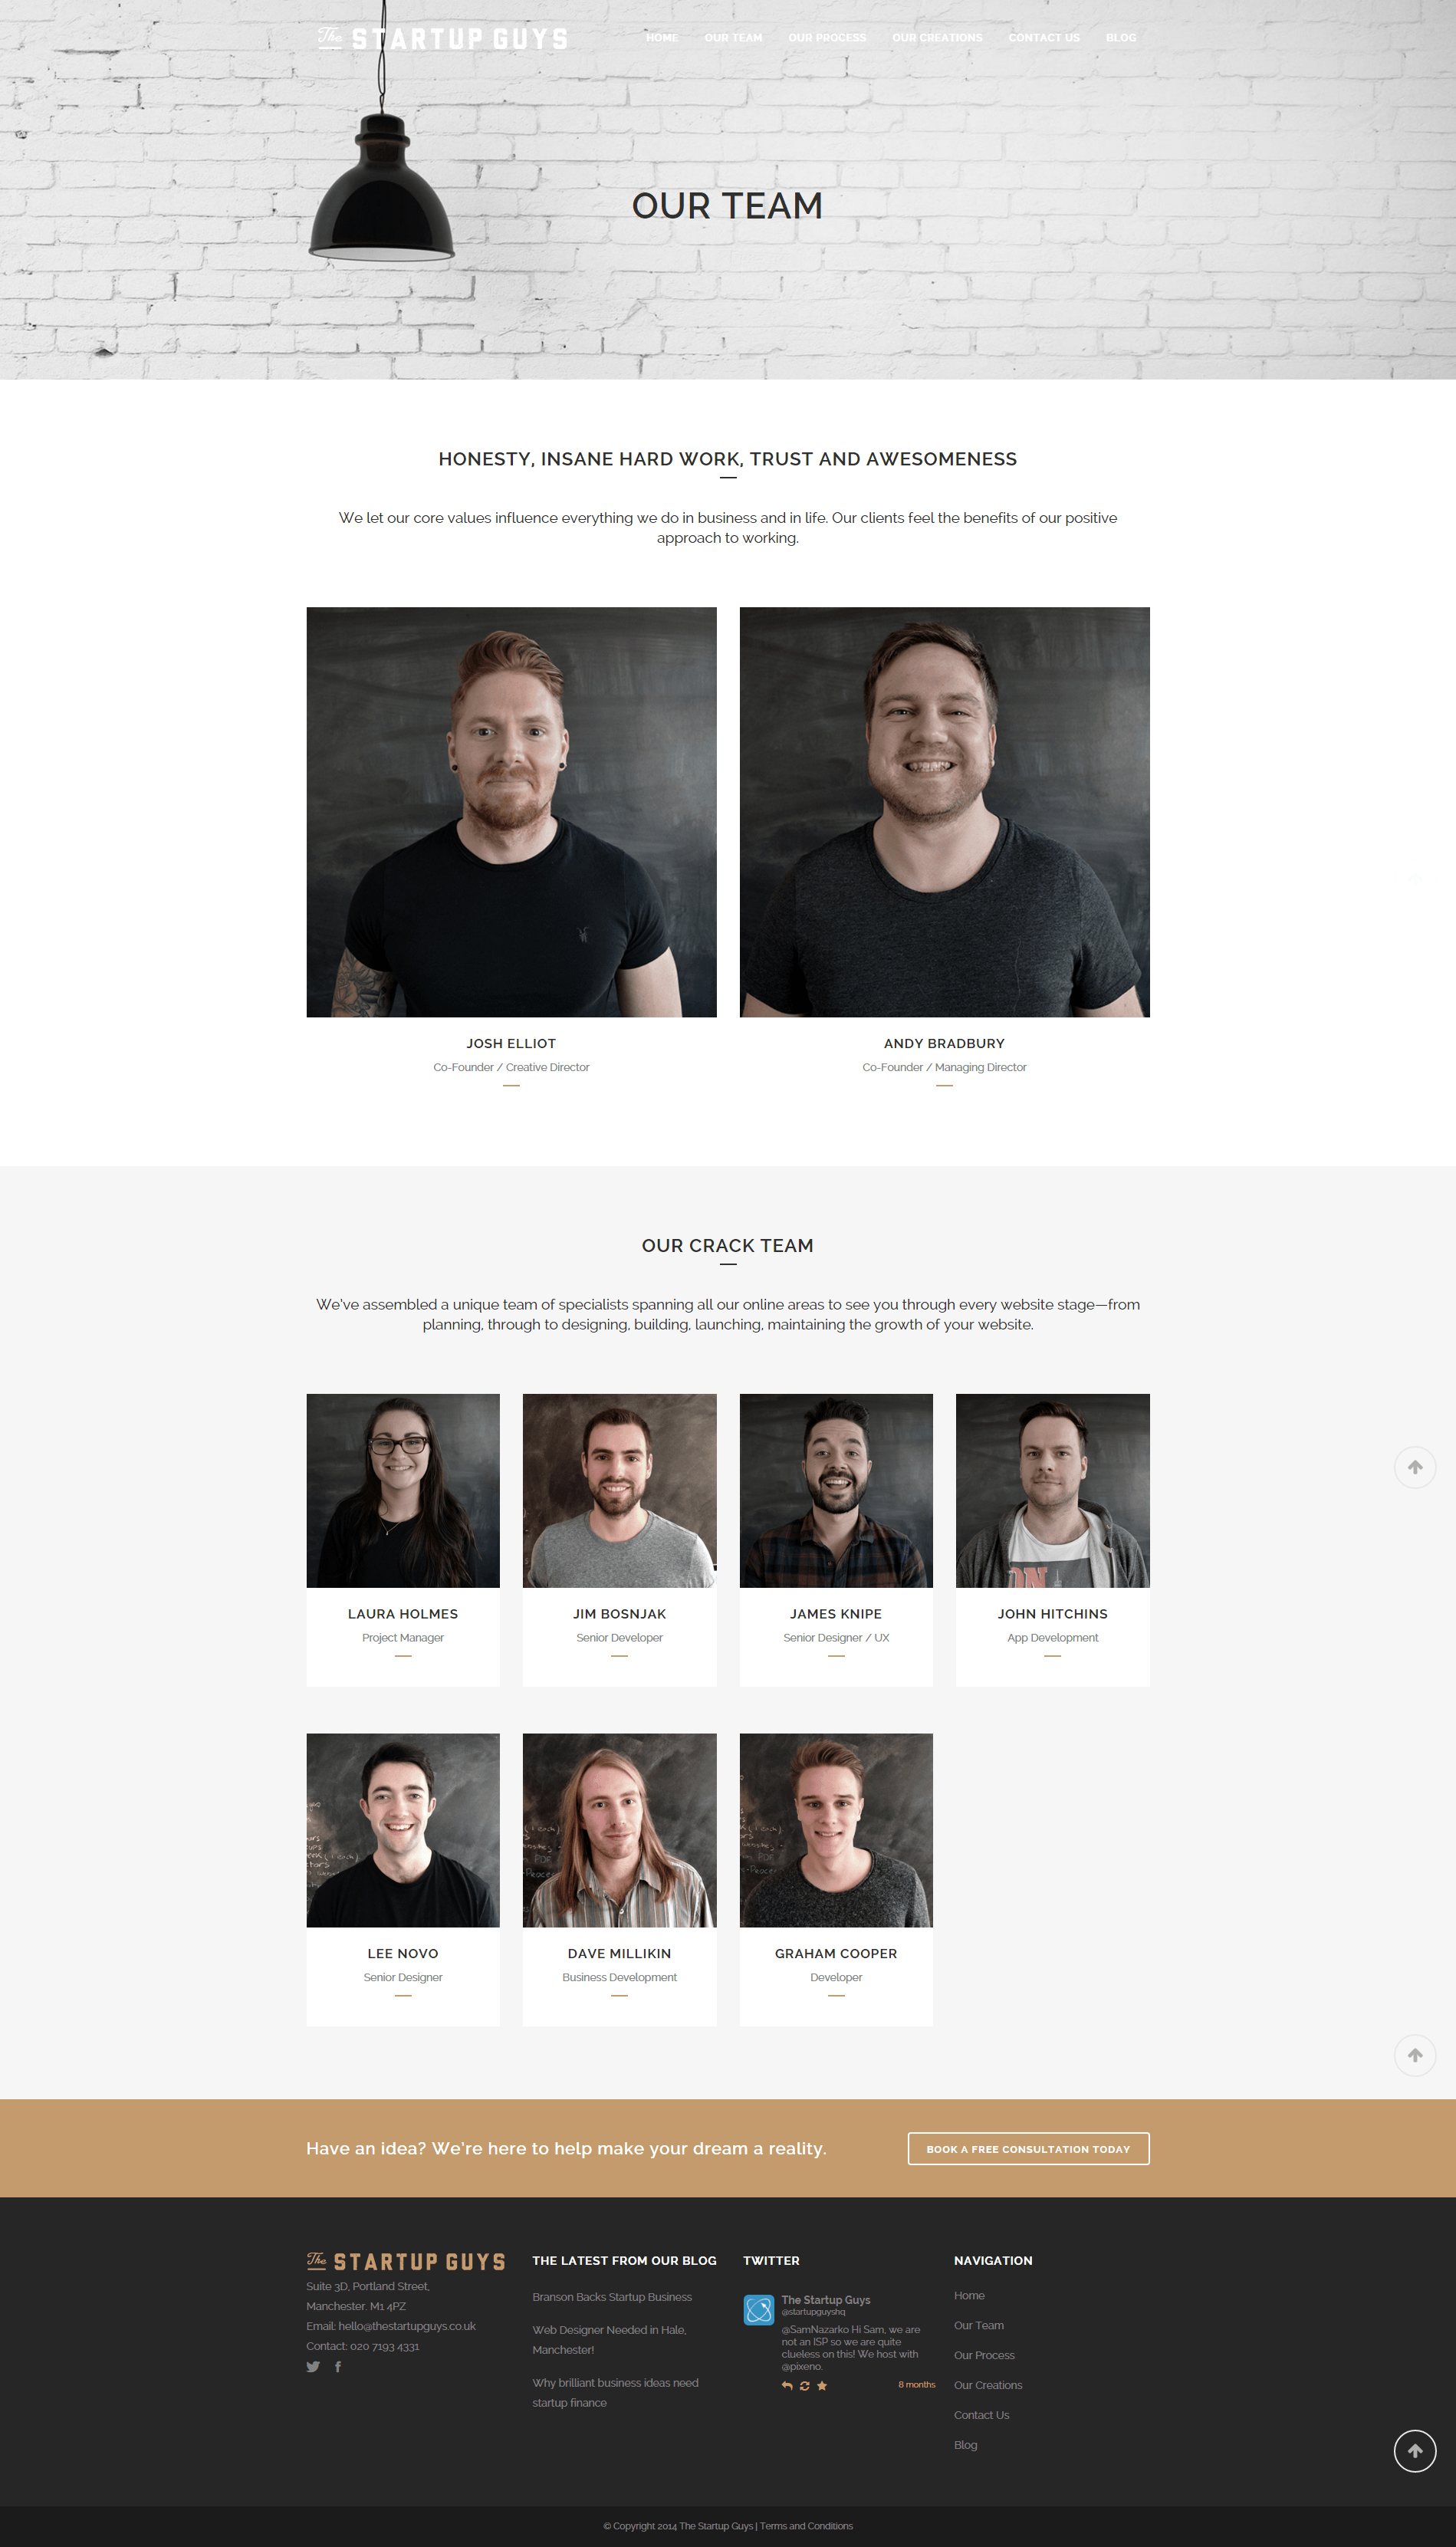 The STARTUP GUYS
HOME OUR TEAM OUR PROCESS OUR CREATIONS CONTACT US BLOG
OUR TEAM
HONESTY, INSANE HARD WORK, TRUST AND AWESOMENESS
We let our core values influence everything we do in business and in life. Our clients feel the benefits of our positive
approach to working.
JOSH ELLIOT
Co-Founder / Creative Director
ANDY BRADBURY
Co-Founder / Managing Director
OUR CRACK TEAM
We've assembled a unique team of specialists spanning all our online areas to see you through every website stage—from
planning, through to designing, building, launching, maintaining the growth of your website.
LAURA HOLMES
Project Manager
JIM BOSNJAK
Senior Developer
JAMES KNIPE
Senior Designer / UX
JOHN HITCHINS
App Development
LEE NOVO
Senior Designer
DAVE MILLIKIN
Business Development
GRAHAM COOPER
Developer
Have an idea? We're here to help make your dream a reality.
BOOK A FREE CONSULTATION TODAY
The STARTUP GUYS
Suite 3D, Portland Street,
Manchester. M1 4PZ
Email: hello@thestartupguys.co.uk
Contact: 020 7193 4331
THE LATEST FROM OUR BLOG
Branson Backs Startup Business
Web Designer Needed in Hale,
Manchester!
Why brilliant business ideas need
startup finance
TWITTER
The Startup Guys
@startupguyshq
@SamNazarko Hi Sam, we are
not an ISP so we are quite
clueless on this! We host with
@pixeno.
8 months
NAVIGATION
Home
Our Team
Our Process
Our Creations
Contact Us
Blog
© Copyright 2014 The Startup Guys | Terms and Conditions